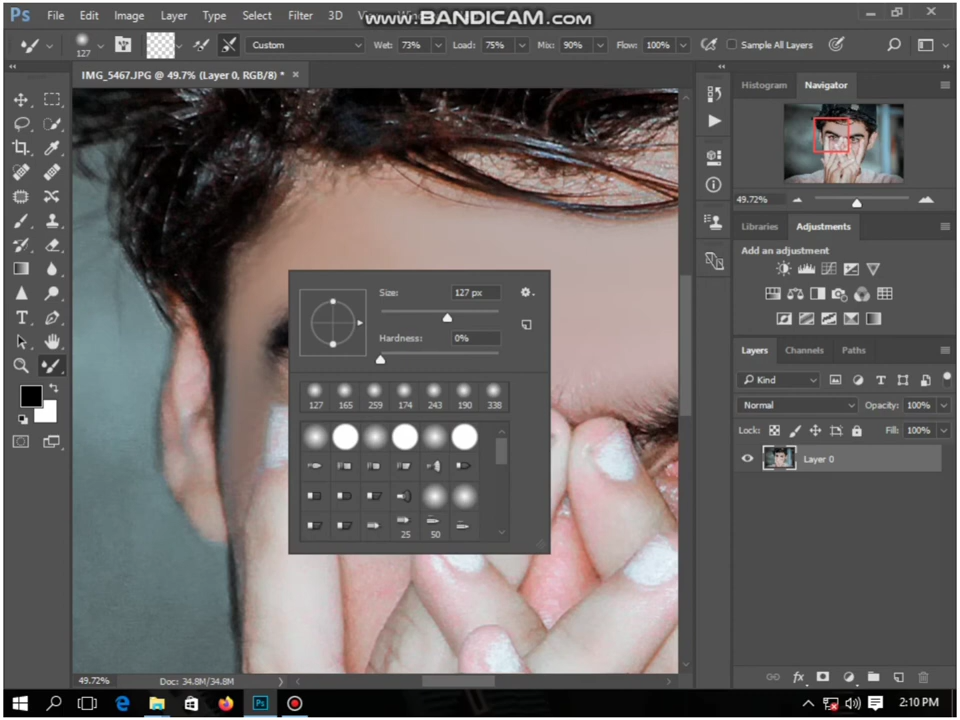 Ps File Edit Image Layer Type Select Filter 3D
www.BANDICAM.com
127 Custom Wet: 73% Load: 75% Mix: 90% Flow: 100% Sample All Layers
IMG_5467.JPG @ 49.7% (Layer 0, RGB/8) *
Histogram Navigator
49.72%
Libraries Adjustments
Add an adjustment
Size: 127 px
Hardness: 0%
127 165 259 174 243 190 338
25 50
Layers Channels Paths
Kind
Normal Opacity: 100%
Lock: Fill: 100%
Layer 0
49.72% Doc: 34.8M/34.8M
2:10 PM